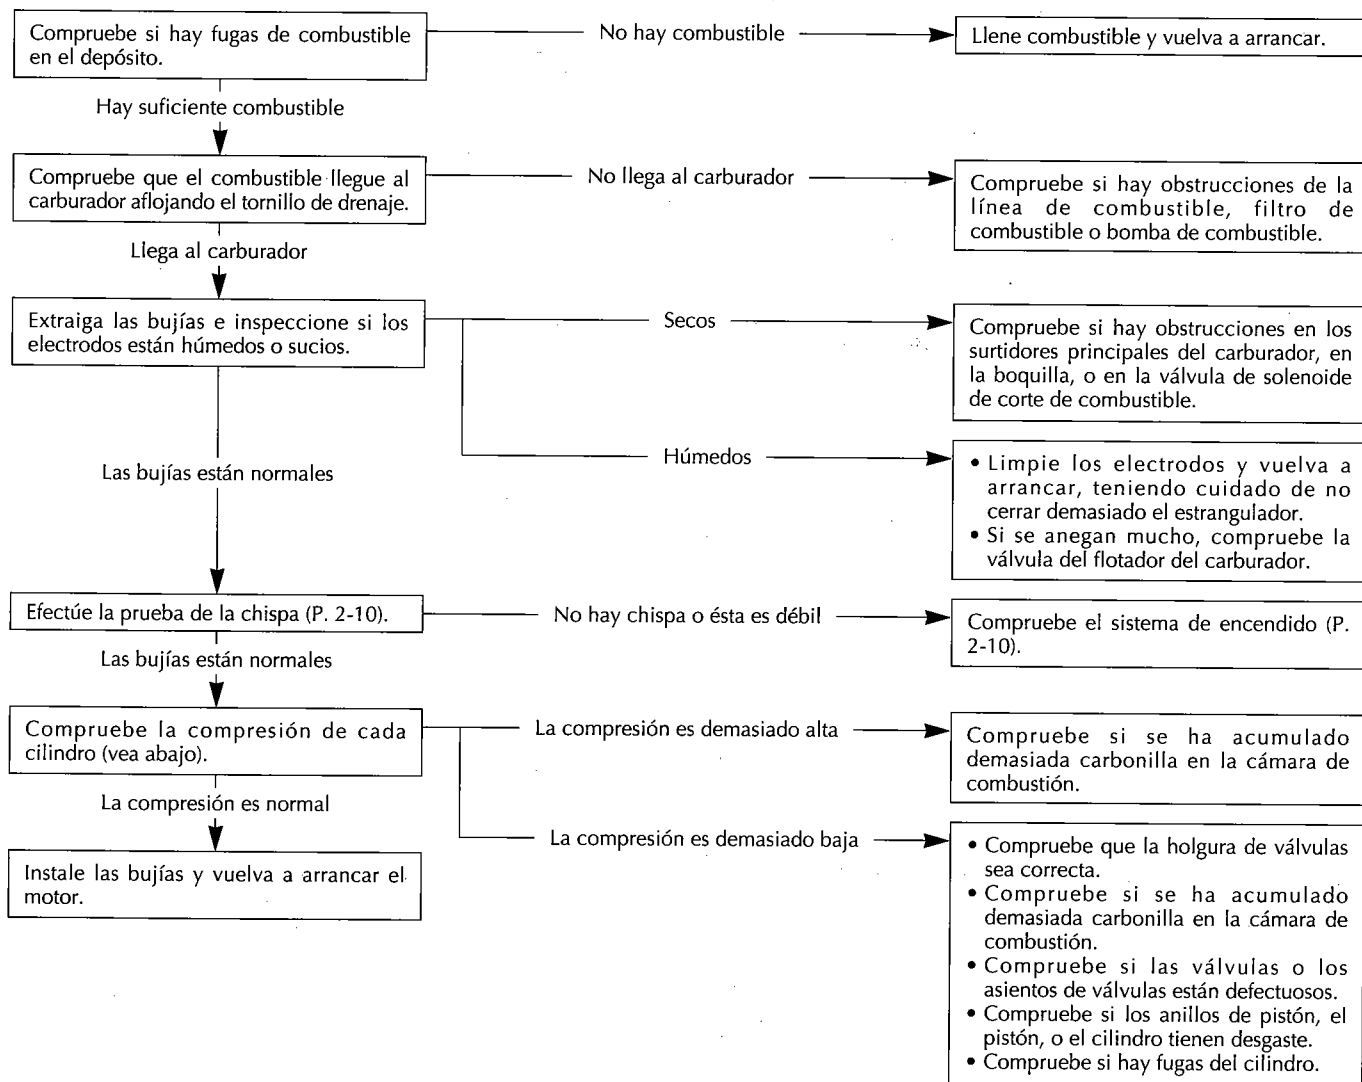 Compruebe si hay fugas de combustible
en el depósito.
No hay combustible
Llene combustible y vuelva a arrancar.
Hay suficiente combustible
Compruebe que el combustible llegue al
carburador aflojando el tornillo de drenaje.
No llega al carburador
Compruebe si hay obstrucciones de la
línea de combustible, filtro de
combustible o bomba de combustible.
Llega al carburador
Extraiga las bujías e inspeccione si los
electrodos están húmedos o sucios.
Secos
Compruebe si hay obstrucciones en los
surtidores principales del carburador, en
la boquilla, o en la válvula de solenoide
de corte de combustible.
Húmedos
• Limpie los electrodos y vuelva a
arrancar, teniendo cuidado de no
cerrar demasiado el estrangulador.
• Si se anegan mucho, compruebe la
válvula del flotador del carburador.
Las bujías están normales
Efectúe la prueba de la chispa (P. 2-10).
No hay chispa o ésta es débil
Compruebe el sistema de encendido (P.
2-10).
Las bujías están normales
Compruebe la compresión de cada
cilindro (vea abajo).
La compresión es demasiado alta
Compruebe si se ha acumulado
demasiada carbonilla en la cámara de
combustión.
La compresión es normal
La compresión es demasiado baja
• Compruebe que la holgura de válvulas
sea correcta.
• Compruebe si se ha acumulado
demasiada carbonilla en la cámara de
combustión.
• Compruebe si las válvulas o los
asientos de válvulas están defectuosos.
• Compruebe si los anillos de pistón, el
pistón, o el cilindro tienen desgaste.
• Compruebe si hay fugas del cilindro.
Instale las bujías y vuelva a arrancar el
motor.